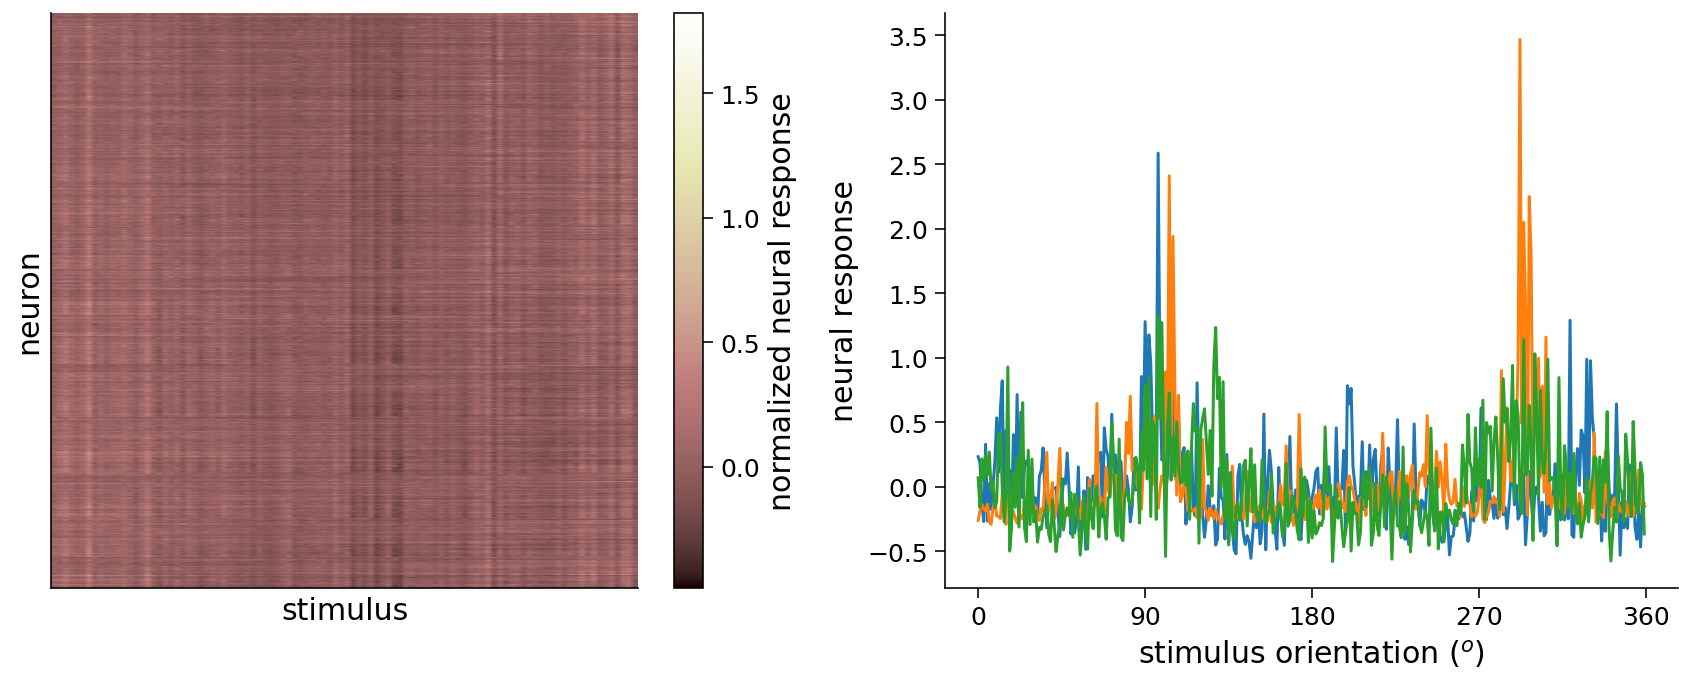 neuron
stimulus
1.5
1.0
0.5
0.0
normalized neural response
neural response
3.5
3.0
2.5
2.0
1.5
1.0
0.5
0.0
−0.5
0 90 180 270 360
stimulus orientation (°)